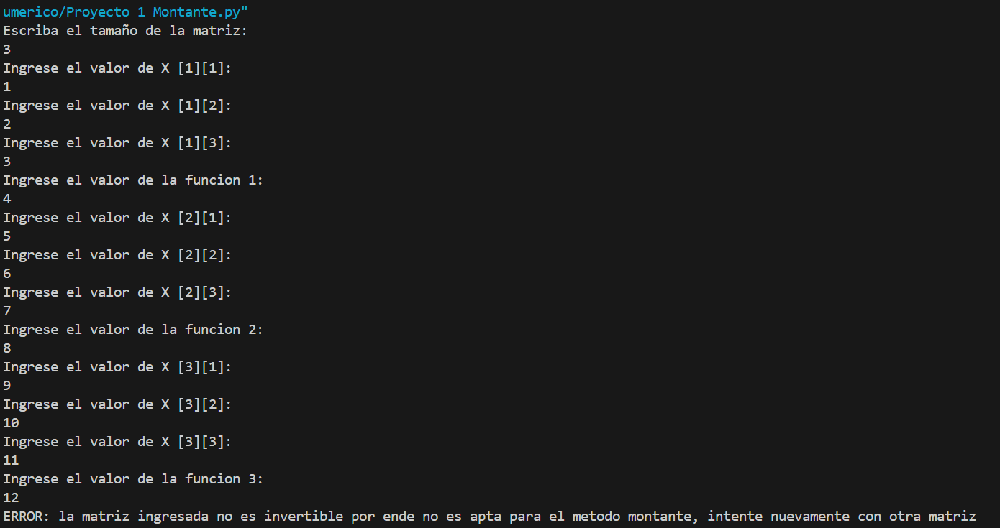 umerico/Proyecto 1 Montante.py"
Escriba el tamaño de la matriz:
3
Ingrese el valor de X [1][1]:
1
Ingrese el valor de X [1][2]:
2
Ingrese el valor de X [1][3]:
3
Ingrese el valor de la funcion 1:
4
Ingrese el valor de X [2][1]:
5
Ingrese el valor de X [2][2]:
6
Ingrese el valor de X [2][3]:
7
Ingrese el valor de la funcion 2:
8
Ingrese el valor de X [3][1]:
9
Ingrese el valor de X [3][2]:
10
Ingrese el valor de X [3][3]:
11
Ingrese el valor de la funcion 3:
12
ERROR: la matriz ingresada no es invertible por ende no es apta para el metodo montante, intente nuevamente con otra matriz